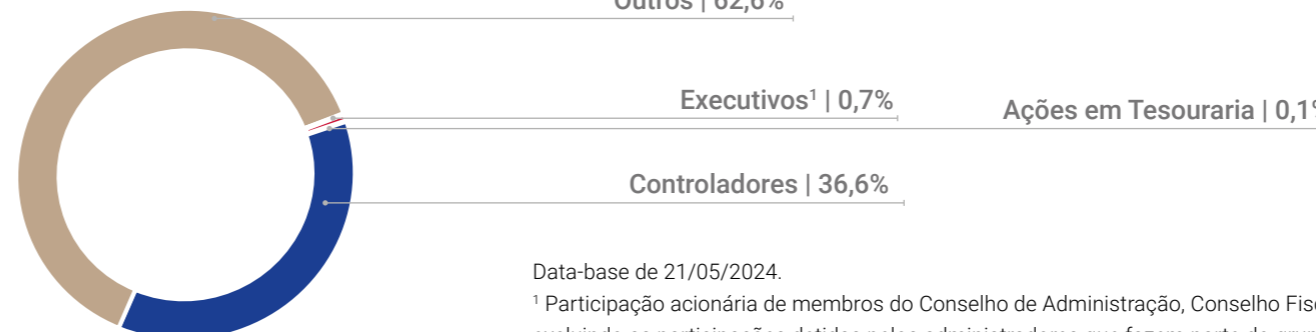 Outros | 62,6%
Executivos¹ | 0,7%
Ações em Tesouraria | 0,1%
Controladores | 36,6%
Data-base de 21/05/2024.
¹ Participação acionária de membros do Conselho de Administração, Conselho